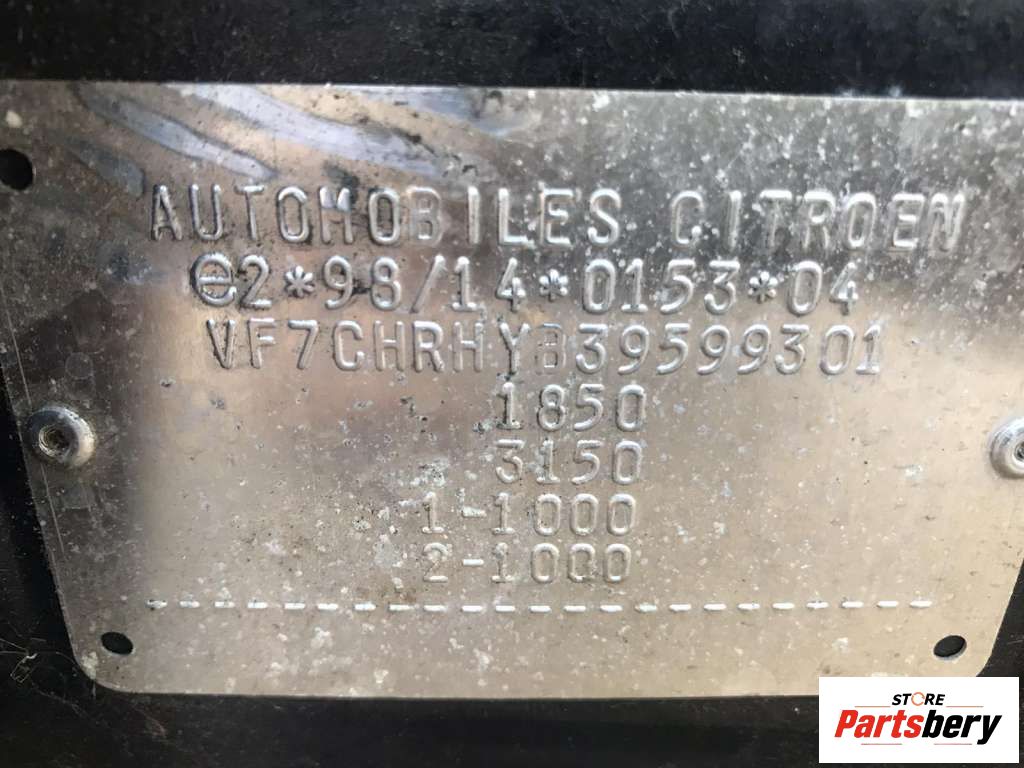 AUTOMOBILES CITROEN
e2*98/14*0153*04
VF7CHRHYB39599301
1850
3150
1-1000
2-1000
-----------------------
STORE
Partsbery